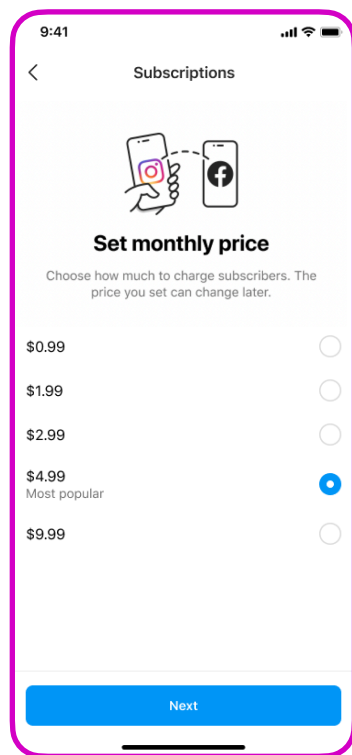 9:41
Subscriptions
Set monthly price
Choose how much to charge subscribers. The
price you set can change later.
$0.99
$1.99
$2.99
$4.99
Most popular
$9.99
Next